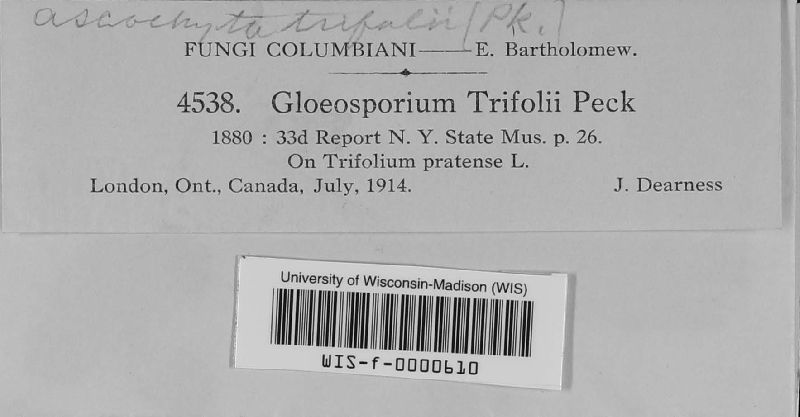 Ascochyta trifolii (Pk.)
FUNGI COLUMBIANI—E. Bartholomew.
4538. Gloeosporium Trifolii Peck
1880 : 33d Report N. Y. State Mus. p. 26.
On Trifolium pratense L.
London, Ont., Canada, July, 1914. J. Dearness
University of Wisconsin-Madison (WIS)
WIS-f-0000610